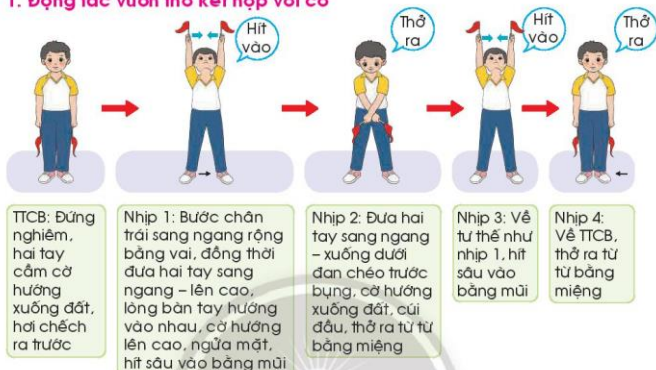 1. Động tác vươn thở kết hợp với cờ
Hít
vào
Thở
ra
Hít
vào
Thở
ra
TTCB: Đứng
nghiêm,
hai tay
cầm cờ
hướng
xuống đất,
hơi chếch
ra trước
Nhịp 1: Bước chân
trái sang ngang rộng
bằng vai, đồng thời
đưa hai tay sang
ngang – lên cao,
lòng bàn tay hướng
vào nhau, cờ hướng
lên cao, ngửa mặt,
hít sâu vào bằng mũi
Nhịp 2: Đưa hai
tay sang ngang
– xuống dưới
đan chéo trước
bụng, cờ hướng
xuống đất, cúi
đầu, thở ra từ từ
bằng miệng
Nhịp 3: Về
tư thế như
nhịp 1, hít
sâu vào
bằng mũi
Nhịp 4:
Về TTCB,
thở ra từ
từ bằng
miệng